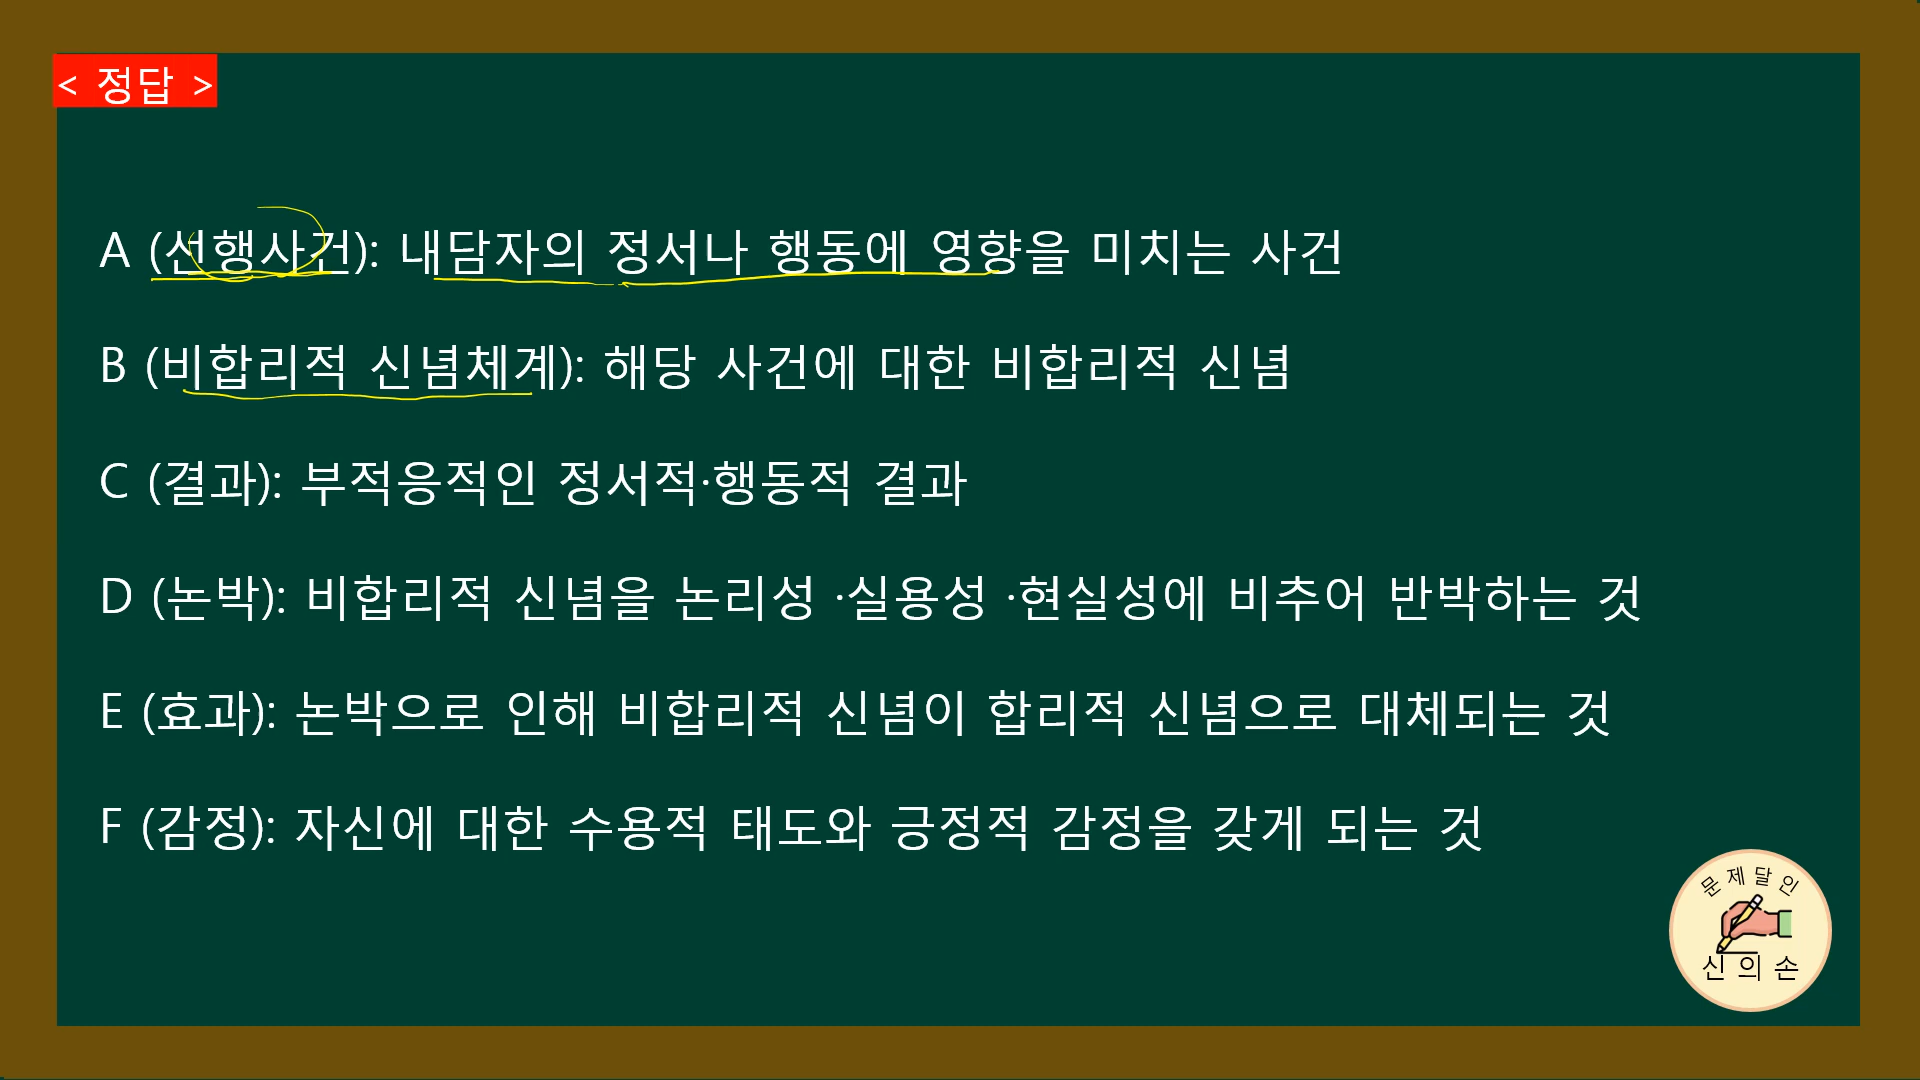 < 정답 >
A (선행사건): 내담자의 정서나 행동에 영향을 미치는 사건
B (비합리적 신념체계): 해당 사건에 대한 비합리적 신념
C (결과): 부적응적인 정서적·행동적 결과
D (논박): 비합리적 신념을 논리성 ·실용성 ·현실성에 비추어 반박하는 것
E (효과): 논박으로 인해 비합리적 신념이 합리적 신념으로 대체되는 것
F (감정): 자신에 대한 수용적 태도와 긍정적 감정을 갖게 되는 것
문제달인
신의손